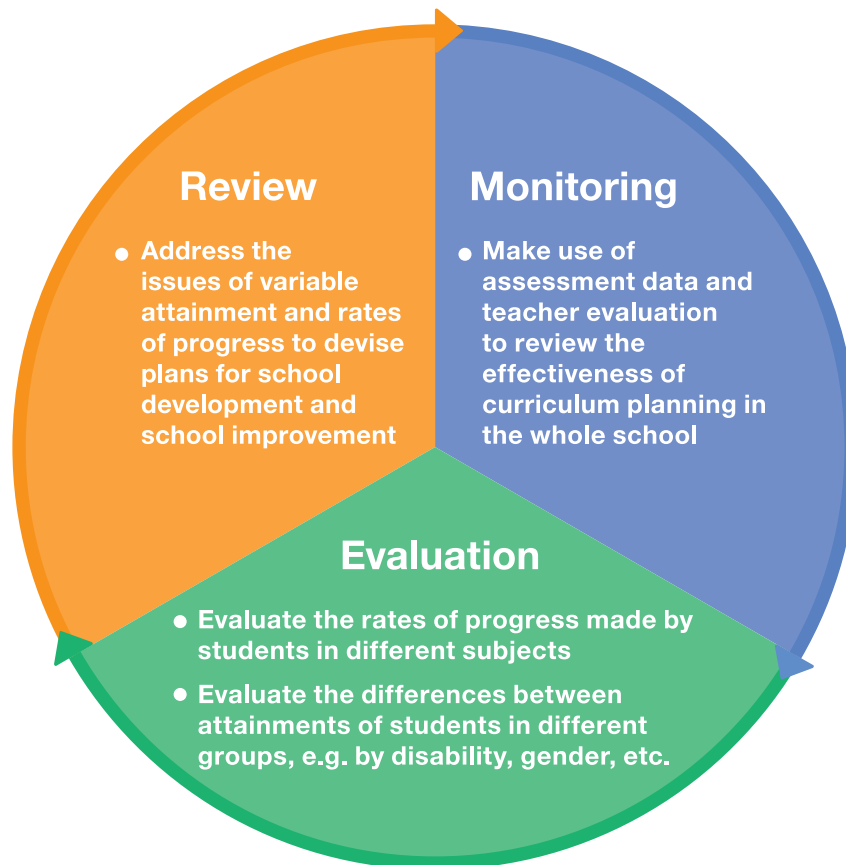 Review
• Address the
issues of variable
attainment and rates
of progress to devise
plans for school
development and
school improvement
Monitoring
• Make use of
assessment data and
teacher evaluation
to review the
effectiveness of
curriculum planning in
the whole school
Evaluation
• Evaluate the rates of progress made by
students in different subjects
• Evaluate the differences between
attainments of students in different
groups, e.g. by disability, gender, etc.